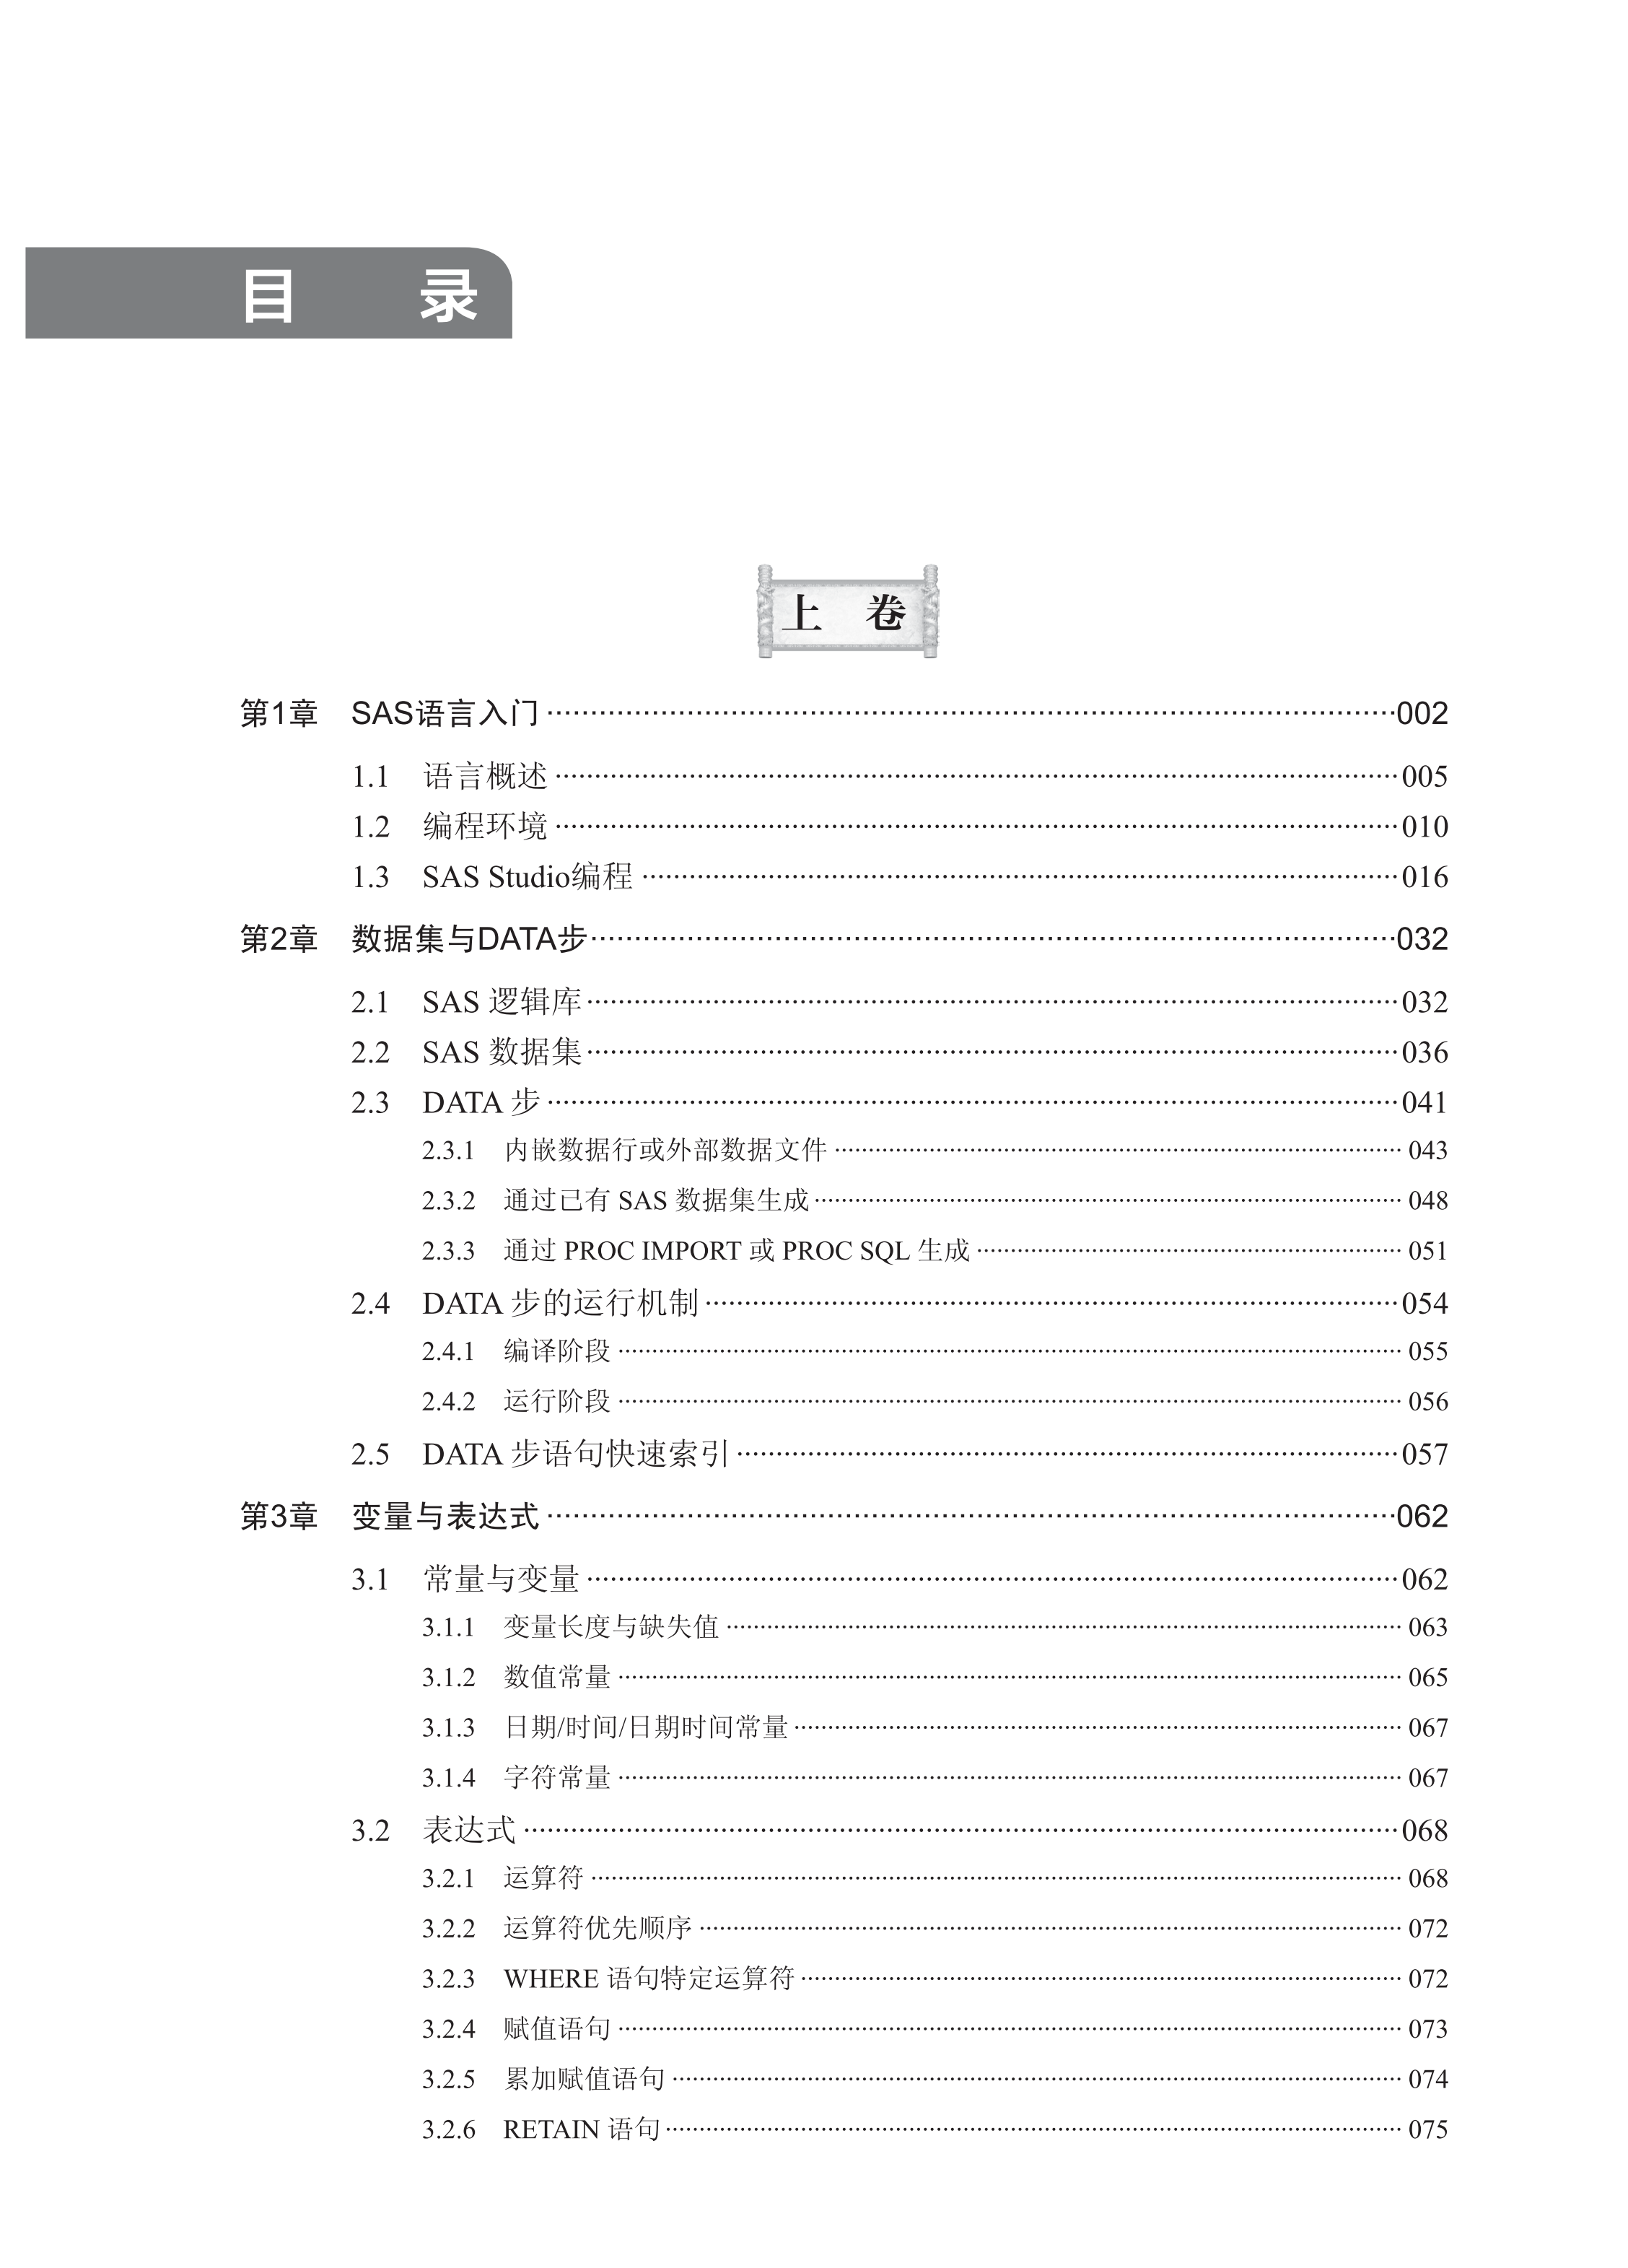 目 录
上 卷
第1章 SAS语言入门 002
1.1 语言概述 005
1.2 编程环境 010
1.3 SAS Studio编程 016
第2章 数据集与DATA步 032
2.1 SAS 逻辑库 032
2.2 SAS 数据集 036
2.3 DATA 步 041
2.3.1 内嵌数据行或外部数据文件 043
2.3.2 通过已有 SAS 数据集生成 048
2.3.3 通过 PROC IMPORT 或 PROC SQL 生成 051
2.4 DATA 步的运行机制 054
2.4.1 编译阶段 055
2.4.2 运行阶段 056
2.5 DATA 步语句快速索引 057
第3章 变量与表达式 062
3.1 常量与变量 062
3.1.1 变量长度与缺失值 063
3.1.2 数值常量 065
3.1.3 日期/时间/日期时间常量 067
3.1.4 字符常量 067
3.2 表达式 068
3.2.1 运算符 068
3.2.2 运算符优先顺序 072
3.2.3 WHERE 语句特定运算符 072
3.2.4 赋值语句 073
3.2.5 累加赋值语句 074
3.2.6 RETAIN 语句 075